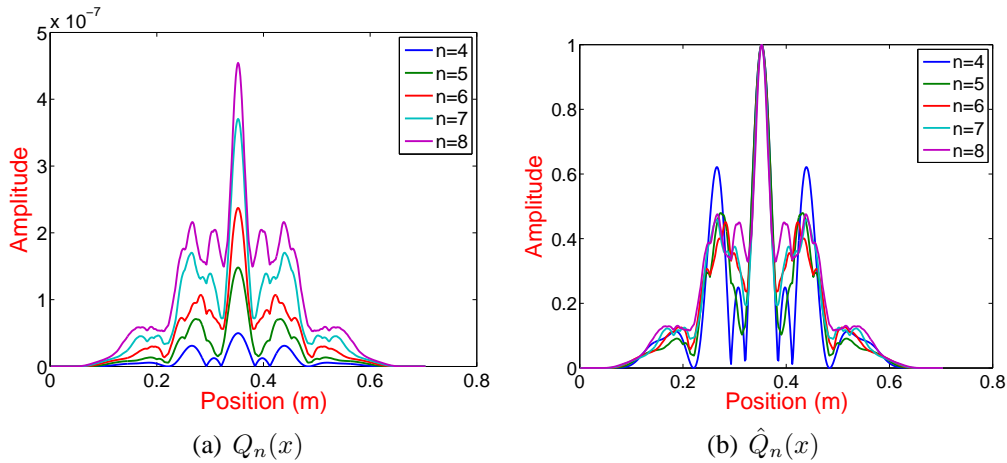 5 x 10⁻⁷
4
3
2
1
0
0
0.2
0.4
0.6
0.8
Amplitude
Position (m)
n=4
n=5
n=6
n=7
n=8
(a) Qₙ(x)
1
0.8
0.6
0.4
0.2
0
0
0.2
0.4
0.6
0.8
Amplitude
Position (m)
n=4
n=5
n=6
n=7
n=8
(b) Q̂ₙ(x)